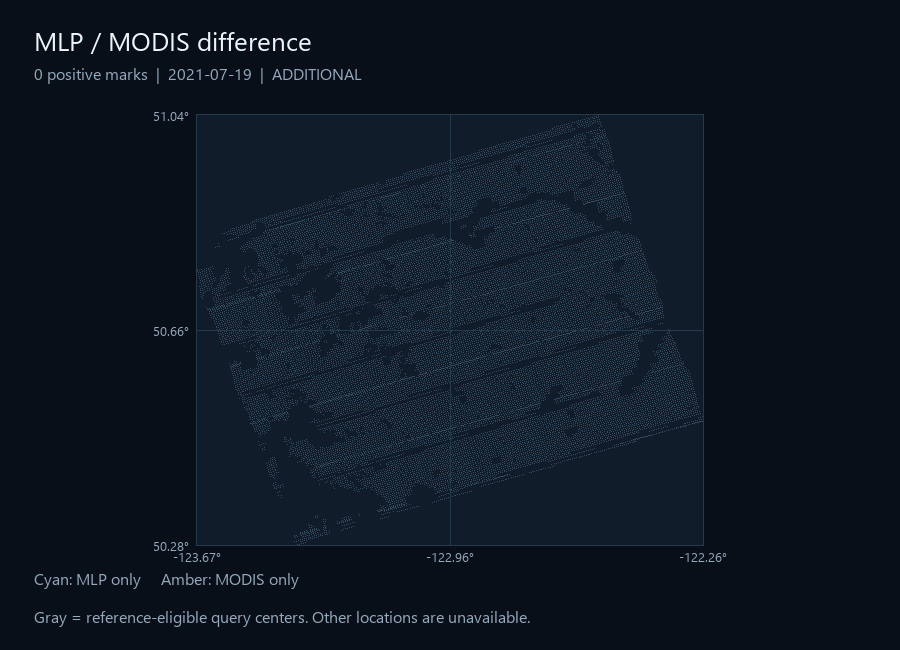 MLP / MODIS difference
0 positive marks | 2021-07-19 | ADDITIONAL
51.04°
50.66°
50.28°
-123.67° -122.96° -122.26°
Cyan: MLP only Amber: MODIS only
Gray = reference-eligible query centers. Other locations are unavailable.